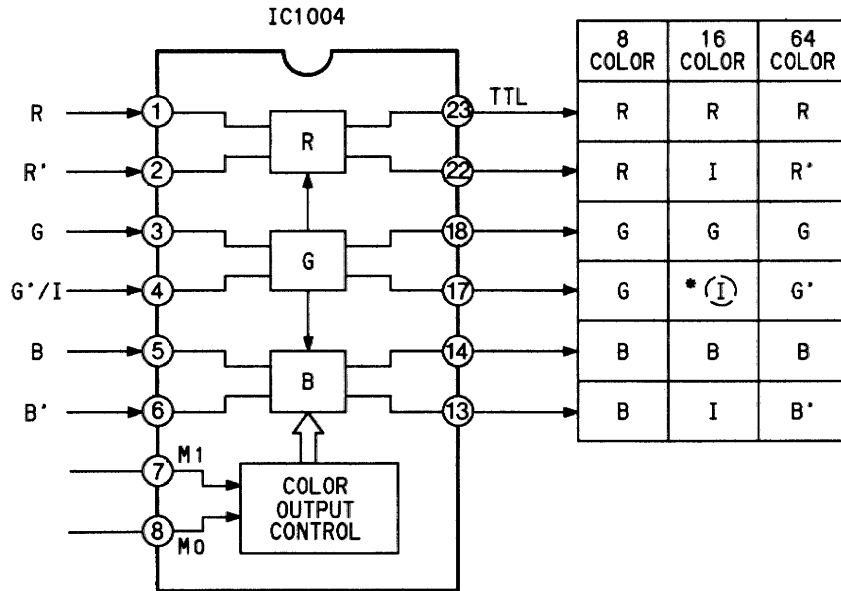 IC1004
8 COLOR 16 COLOR 64 COLOR
R 1 R 23 TTL R R R
R' 2 22 R I R'
G 3 G 18 G G G
G'/I 4 17 G * I G'
B 5 B 14 B B B
B' 6 13 B I B'
7 M1
8 M0
COLOR
OUTPUT
CONTROL